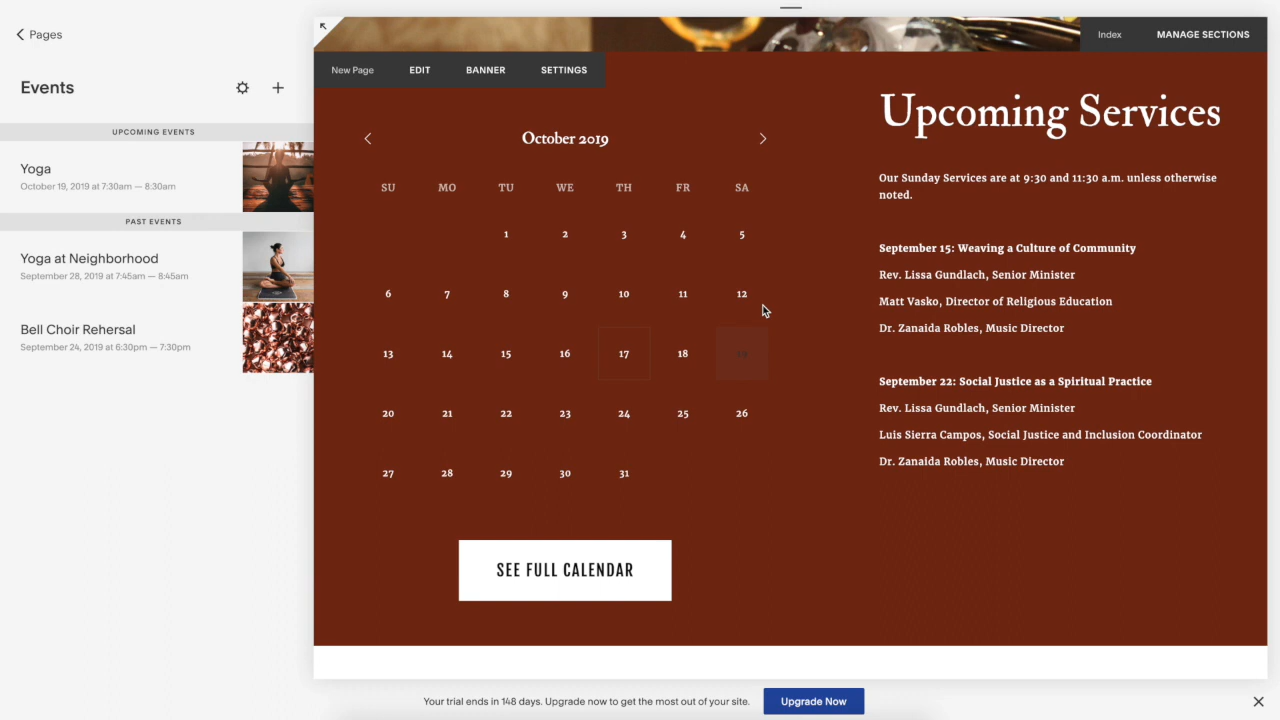 Pages
Events
UPCOMING EVENTS
Yoga
October 19, 2019 at 7:30am — 8:30am
PAST EVENTS
Yoga at Neighborhood
September 28, 2019 at 7:45am — 8:45am
Bell Choir Rehersal
September 24, 2019 at 6:30pm — 7:30pm
Index MANAGE SECTIONS
New Page EDIT BANNER SETTINGS
October 2019
SU MO TU WE TH FR SA
1 2 3 4 5
6 7 8 9 10 11 12
13 14 15 16 17 18 19
20 21 22 23 24 25 26
27 28 29 30 31
SEE FULL CALENDAR
Upcoming Services
Our Sunday Services are at 9:30 and 11:30 a.m. unless otherwise
noted.
September 15: Weaving a Culture of Community
Rev. Lissa Gundlach, Senior Minister
Matt Vasko, Director of Religious Education
Dr. Zanaida Robles, Music Director
September 22: Social Justice as a Spiritual Practice
Rev. Lissa Gundlach, Senior Minister
Luis Sierra Campos, Social Justice and Inclusion Coordinator
Dr. Zanaida Robles, Music Director
Your trial ends in 148 days. Upgrade now to get the most out of your site. Upgrade Now